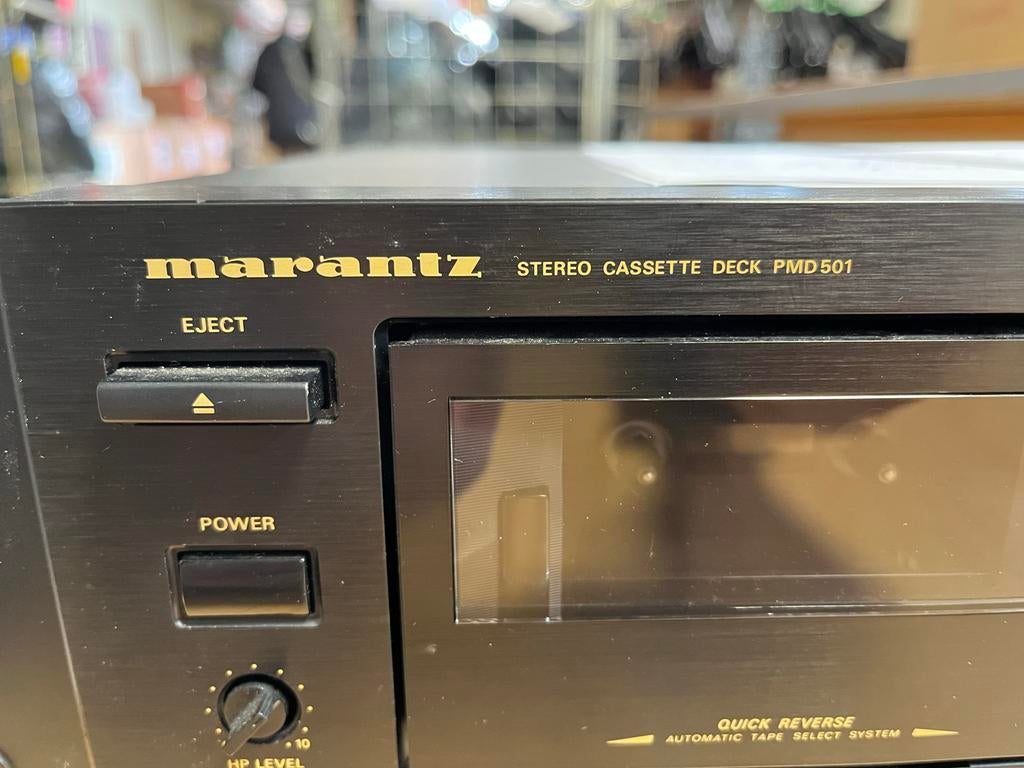 marantz STEREO CASSETTE DECK PMD501
EJECT
POWER
10
HP LEVEL
QUICK REVERSE
AUTOMATIC TAPE SELECT SYSTEM